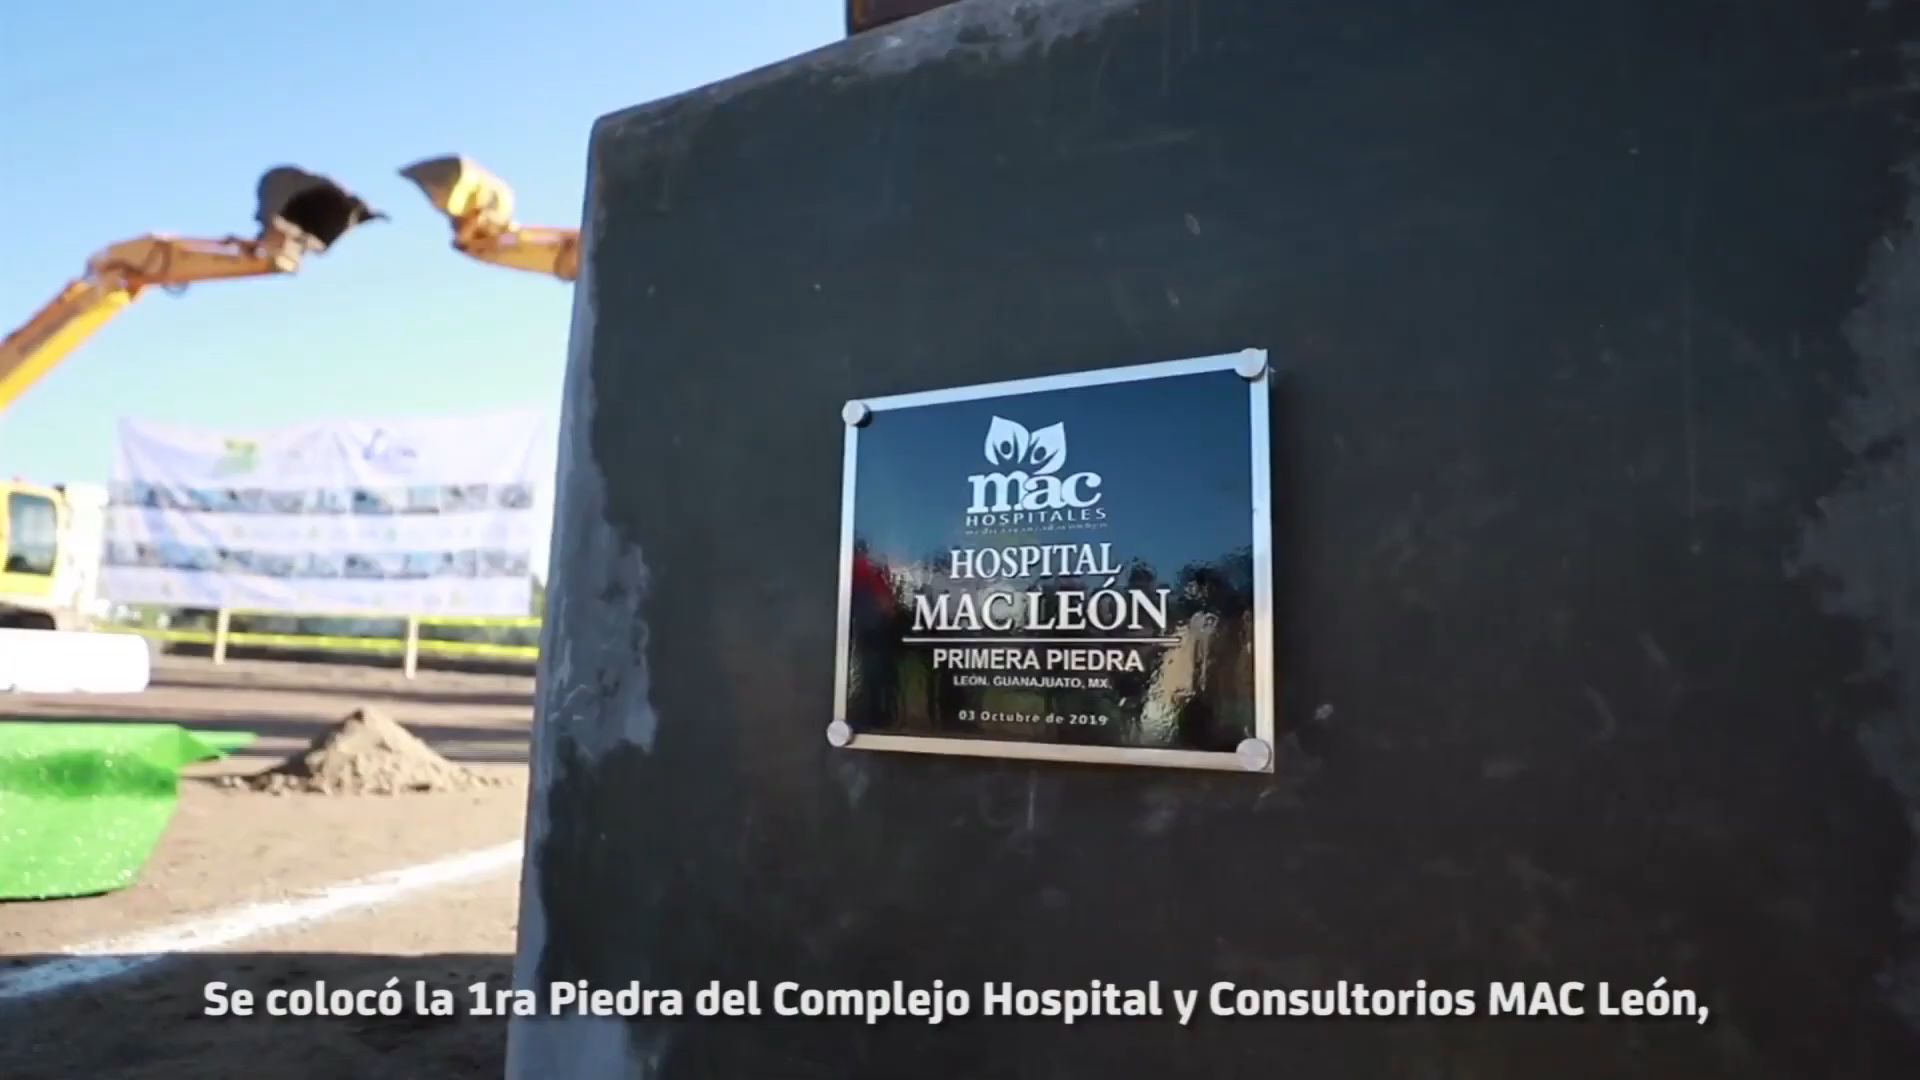 mac
HOSPITALES
HOSPITAL
MAC LEÓN
PRIMERA PIEDRA
LEÓN. GUANAJUATO, MX.
03 Octubre de 2019
Se colocó la 1ra Piedra del Complejo Hospital y Consultorios MAC León,